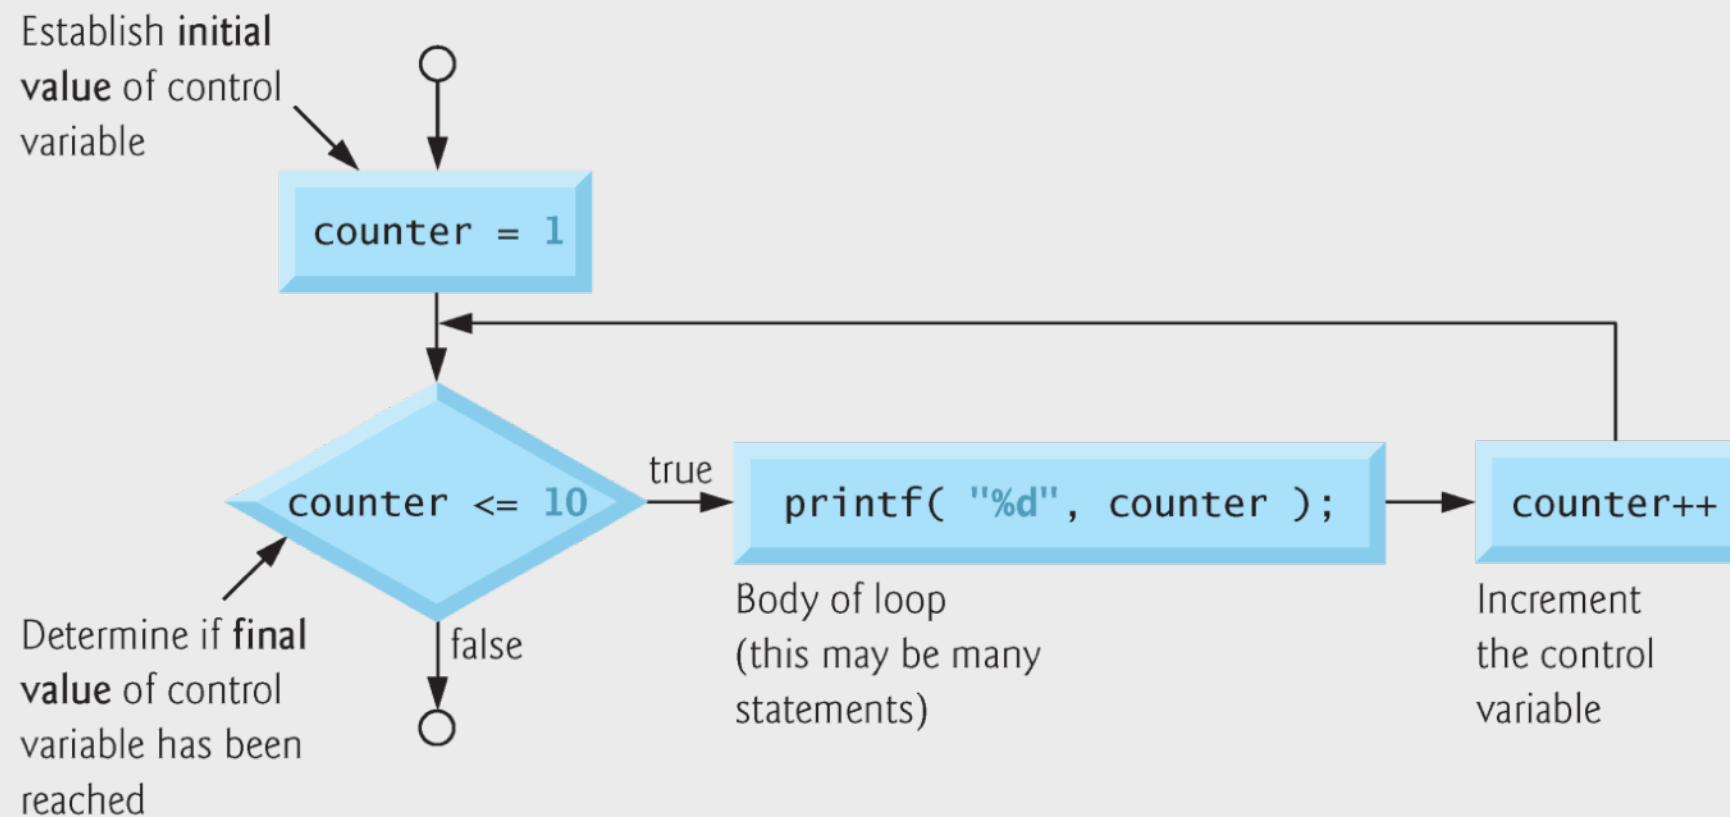 Establish initial
value of control
variable
counter = 1
counter <= 10
true
printf( "%d", counter );
counter++
Body of loop
(this may be many
statements)
Increment
the control
variable
Determine if final
value of control
variable has been
reached
false